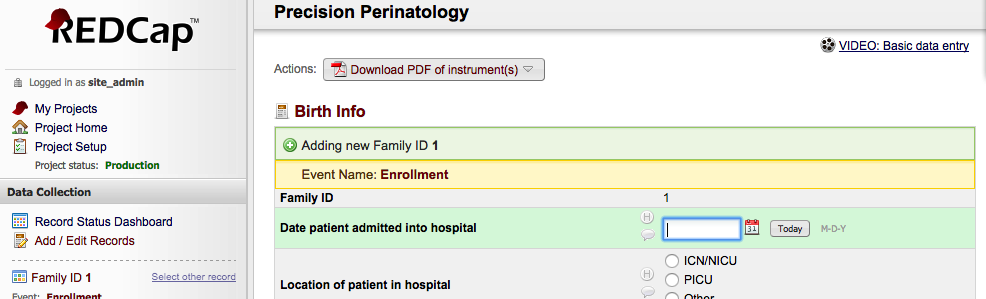 REDCap™
Logged in as site_admin
My Projects
Project Home
Project Setup
Project status: Production
Data Collection
Record Status Dashboard
Add / Edit Records
Family ID 1 Select other record
Event: Enrollment
Precision Perinatology
VIDEO: Basic data entry
Actions: Download PDF of instrument(s)
Birth Info
Adding new Family ID 1
Event Name: Enrollment
Family ID 1
Date patient admitted into hospital H 31 Today M-D-Y
Location of patient in hospital H
ICN/NICU
PICU
Other